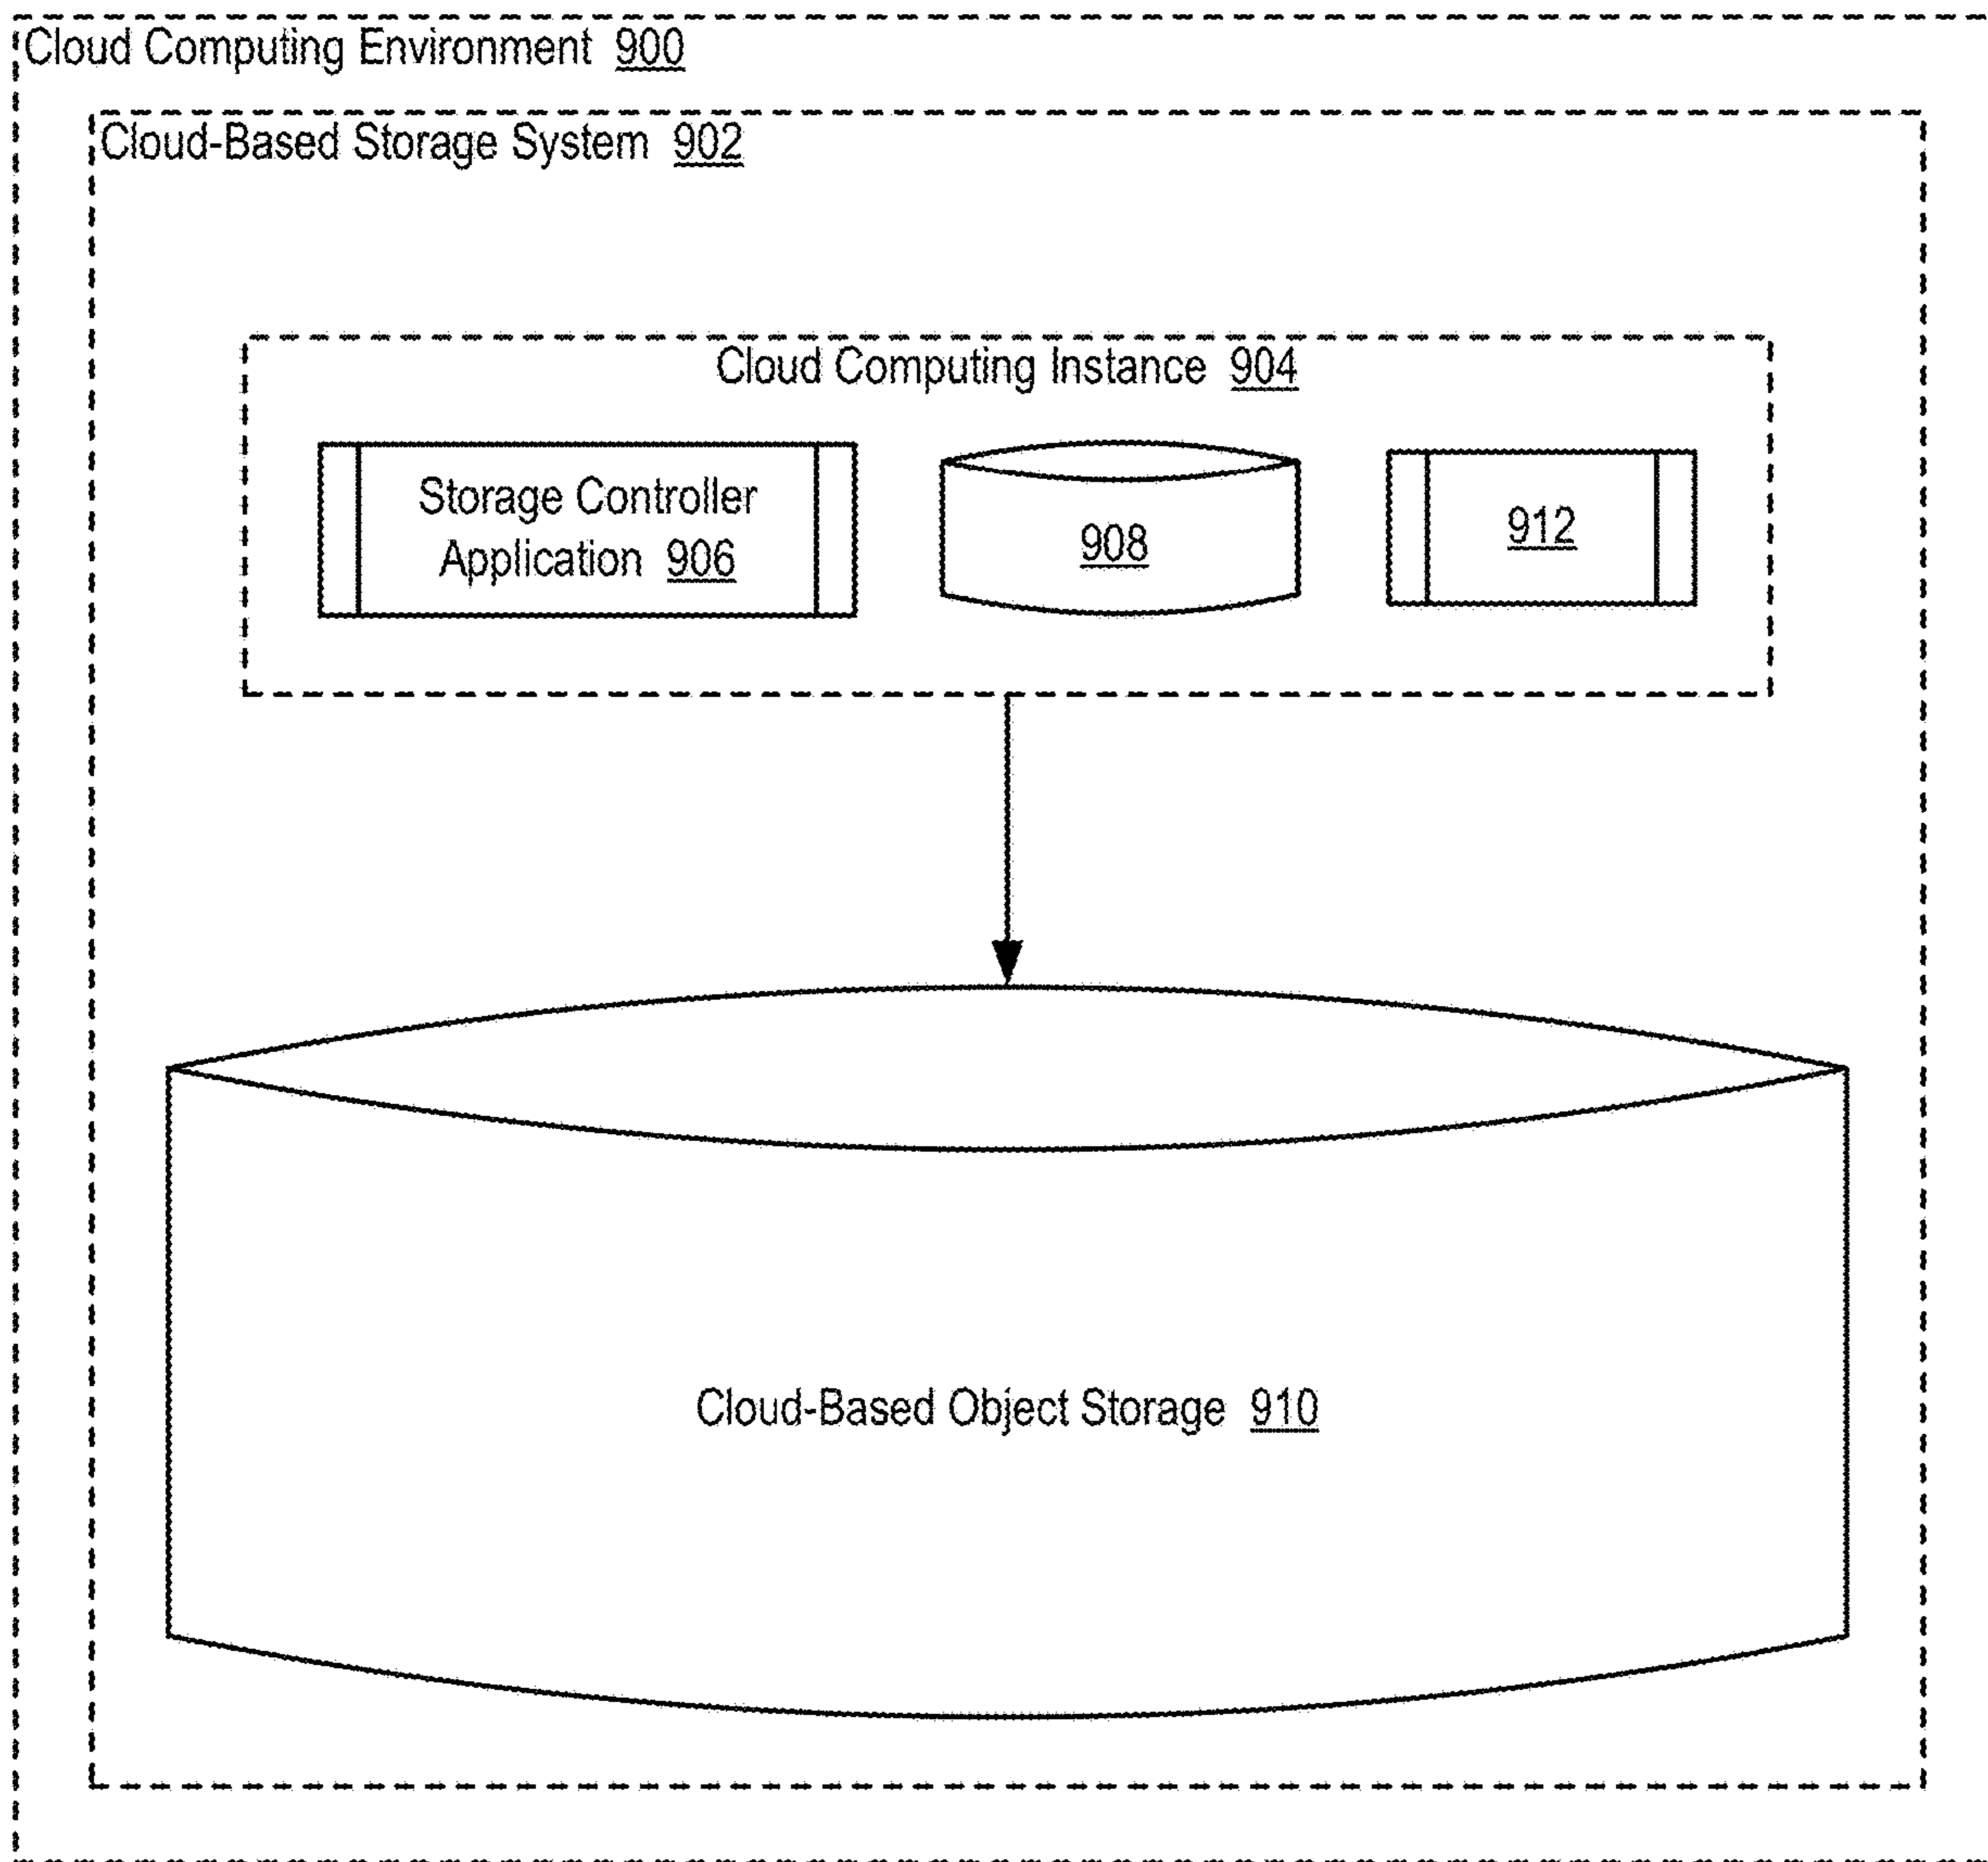 Cloud Computing Environment 900
Cloud-Based Storage System 902
Cloud Computing Instance 904
Storage Controller
Application 906
908
912
Cloud-Based Object Storage 910